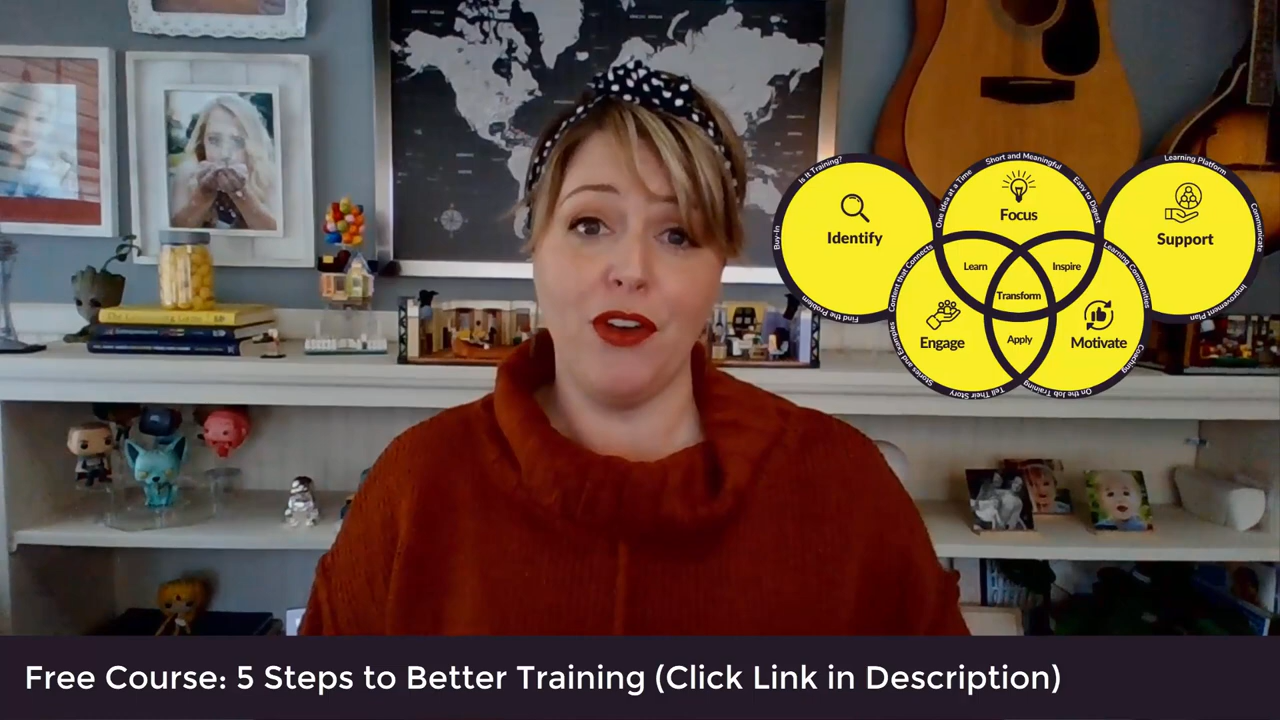 Is It Training?
Buy-In
Find the Problem
Identify
Short and Meaningful
One Idea at a Time
Easy to Digest
Focus
Learning Platform
Communicate
Improvement Plan
Support
Learn
Inspire
Transform
Apply
Content that Connects
Stories and Examples
Tell Their Story
Engage
Learning Communities
Coaching
On the Job Training
Motivate
Free Course: 5 Steps to Better Training (Click Link in Description)